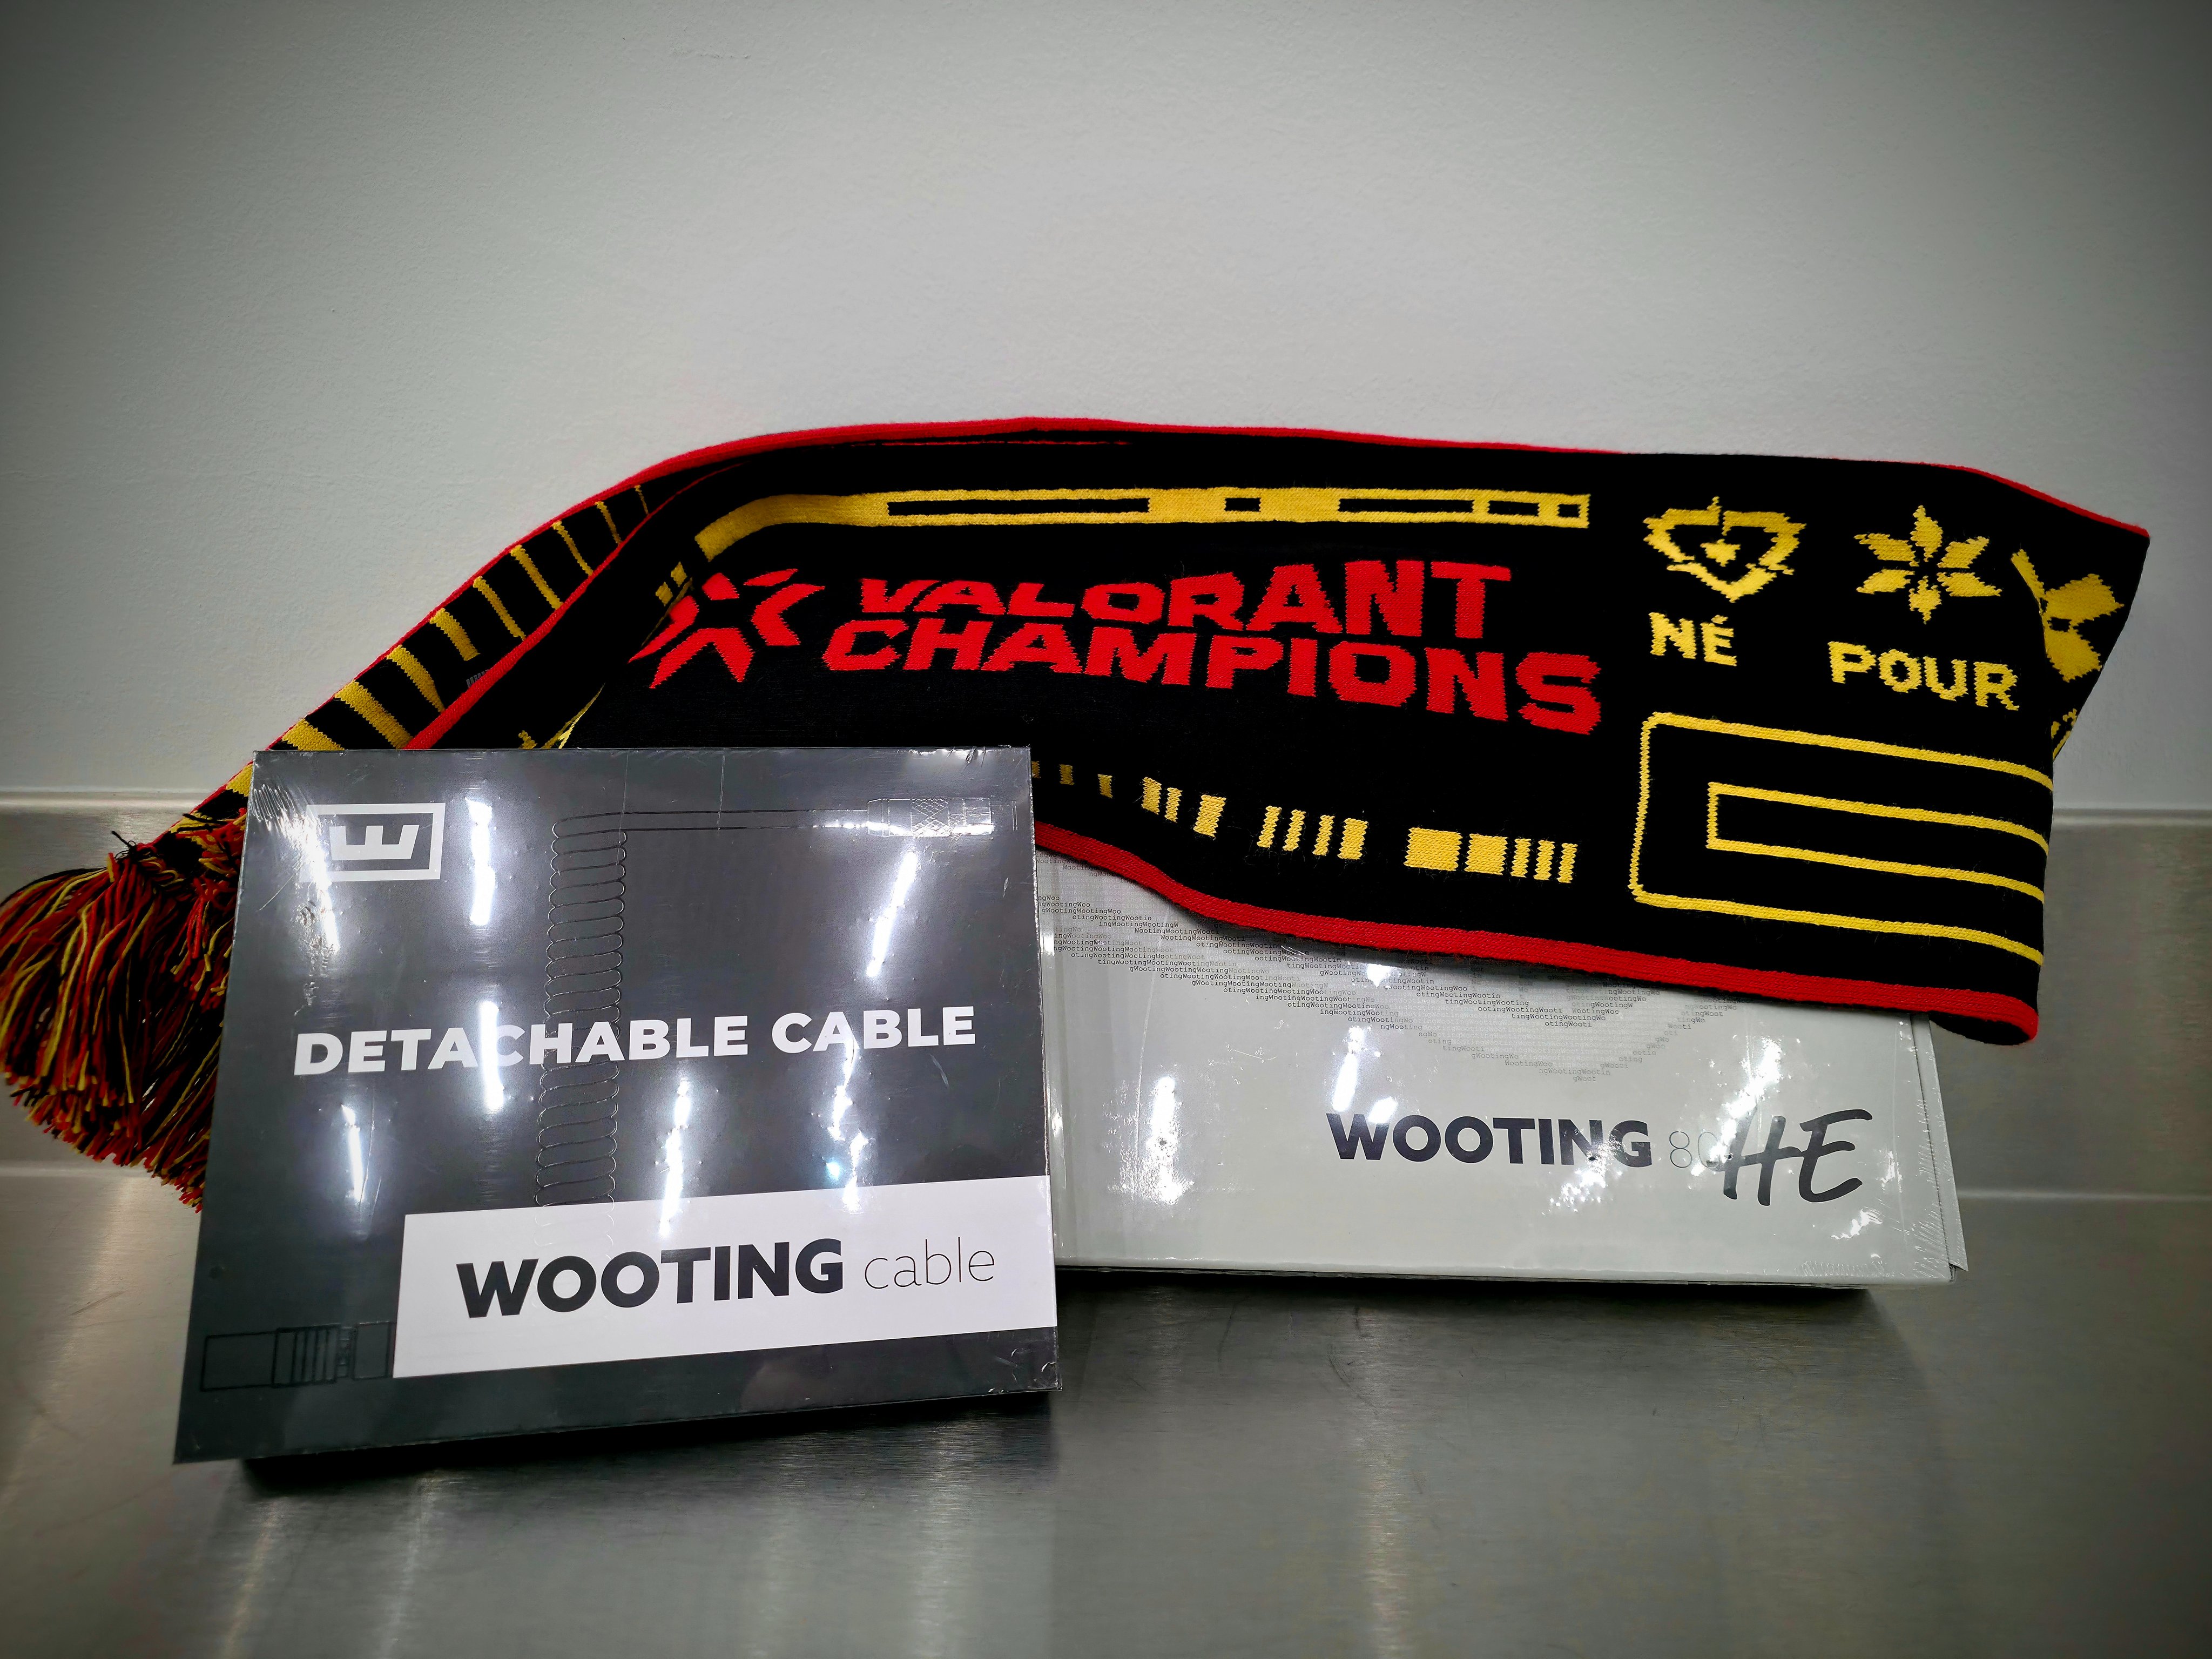 VALORANT
CHAMPIONS
NÉ
POUR
DETACHABLE CABLE
WOOTING cable
WOOTING 80HE